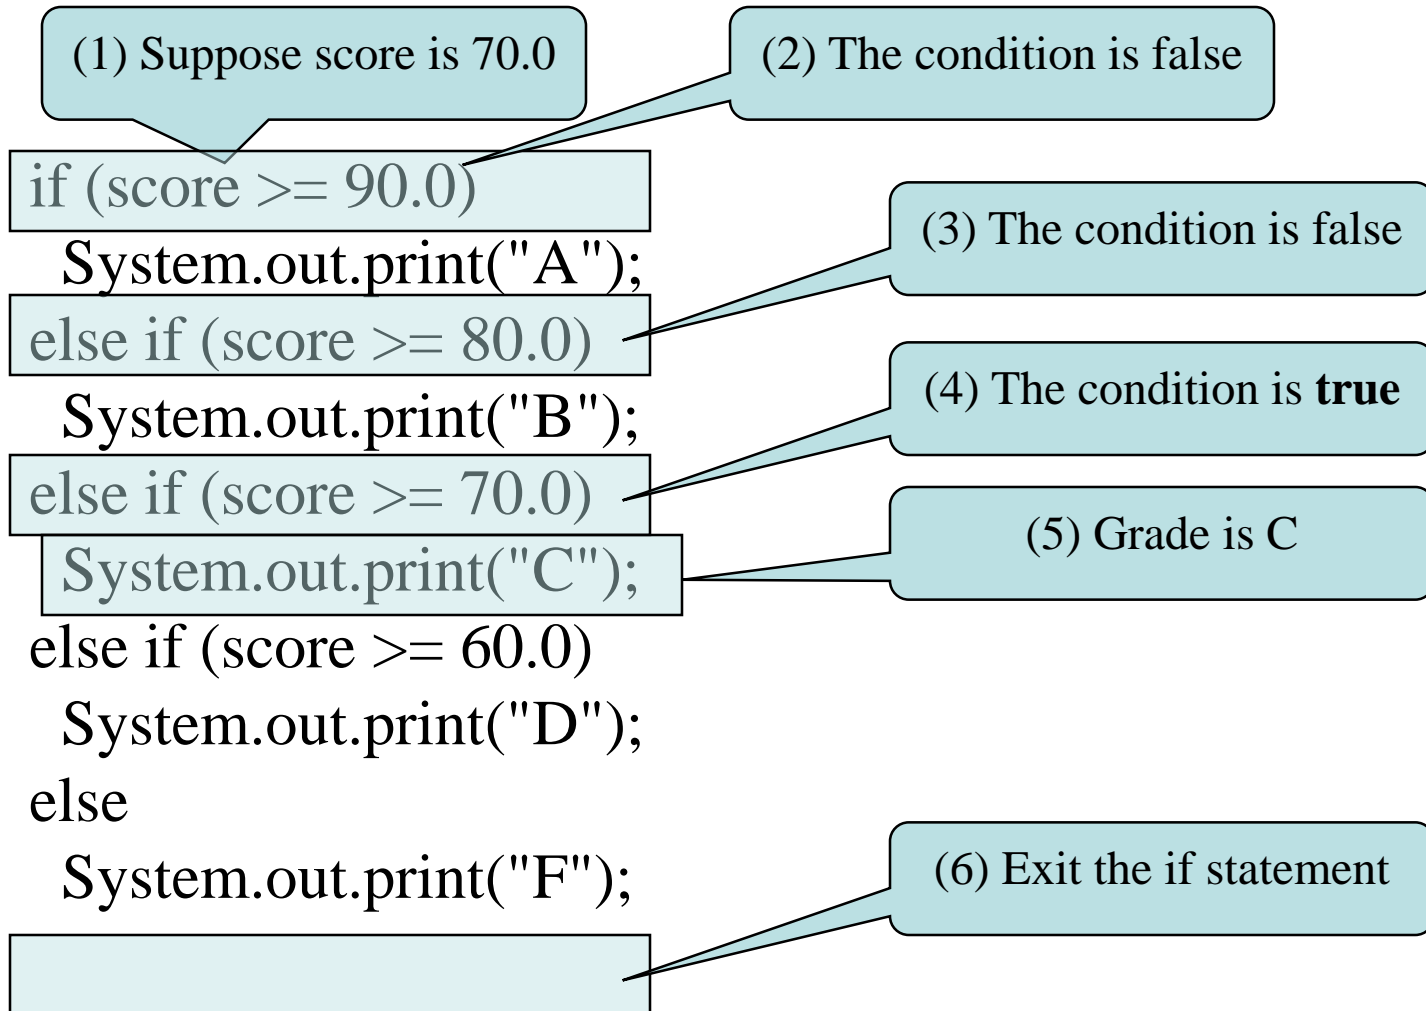 (1) Suppose score is 70.0
(2) The condition is false
if (score >= 90.0)
System.out.print("A");
(3) The condition is false
else if (score >= 80.0)
System.out.print("B");
(4) The condition is true
else if (score >= 70.0)
System.out.print("C");
(5) Grade is C
else if (score >= 60.0)
System.out.print("D");
else
System.out.print("F");
(6) Exit the if statement